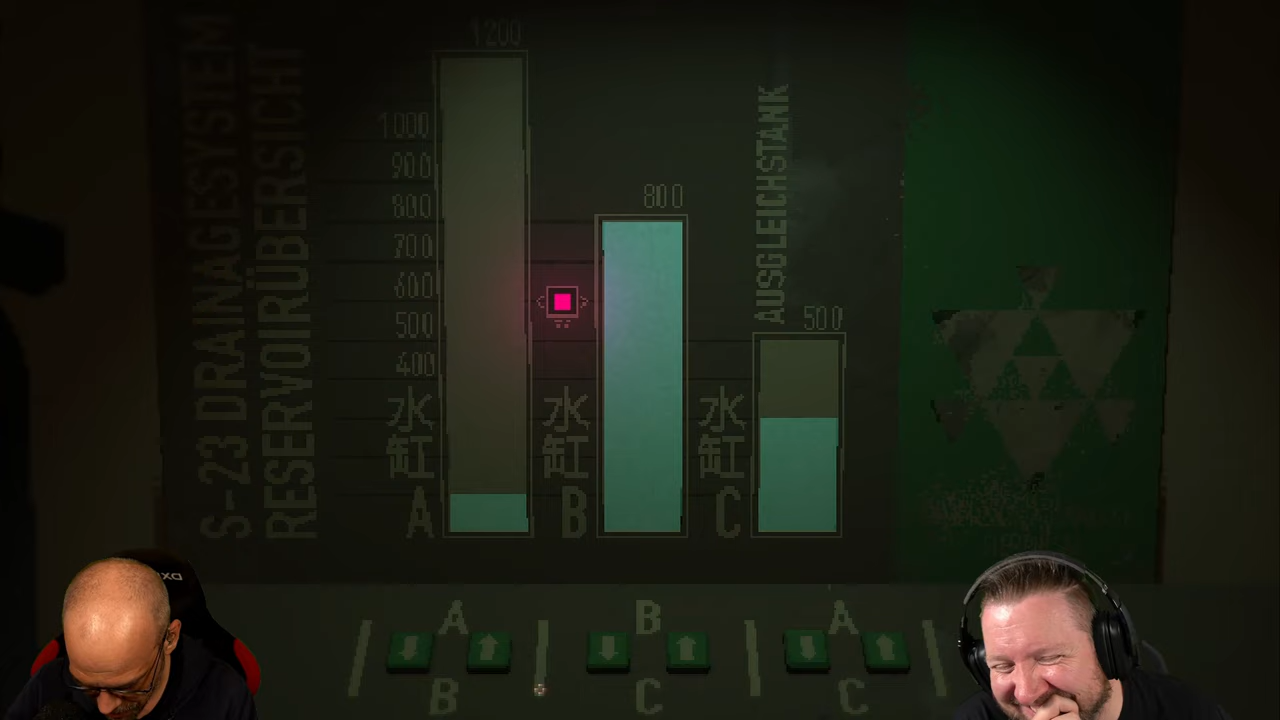 S-23 DRAINAGESYSTEM
RESERVOIRÜBERSICHT
1200
1000
900
800
700
600
500
400
800
AUSGLEICHSTANK
500
水缸 A
水缸 B
水缸 C
A
B
B
C
A
C